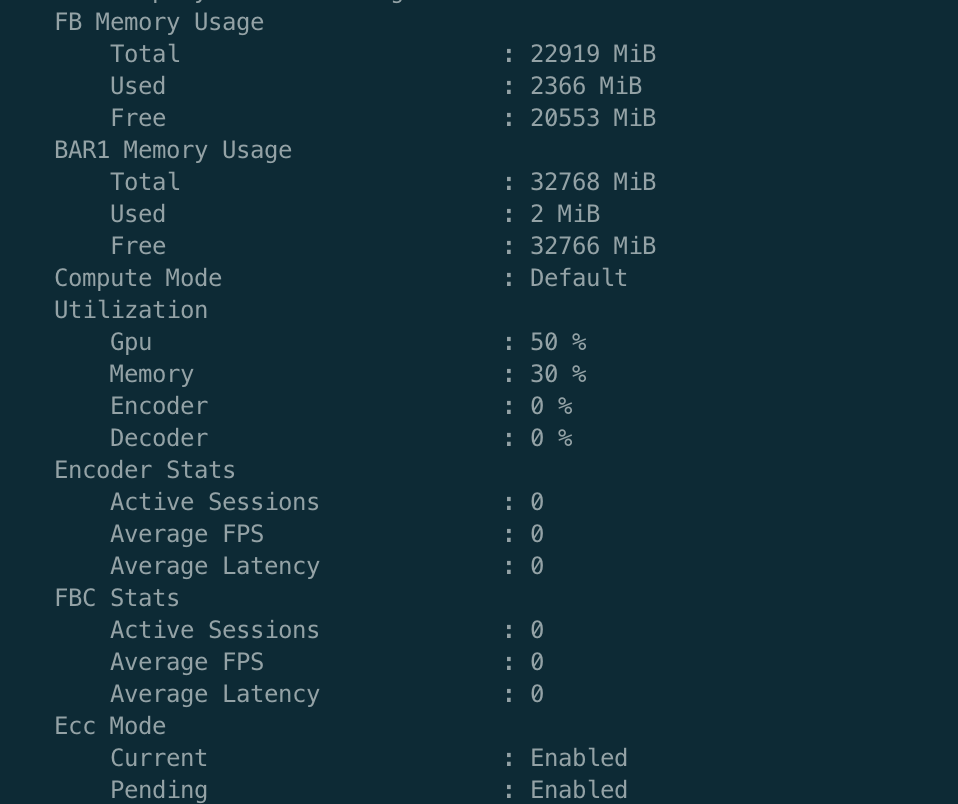 FB Memory Usage
Total : 22919 MiB
Used : 2366 MiB
Free : 20553 MiB
BAR1 Memory Usage
Total : 32768 MiB
Used : 2 MiB
Free : 32766 MiB
Compute Mode : Default
Utilization
Gpu : 50 %
Memory : 30 %
Encoder : 0 %
Decoder : 0 %
Encoder Stats
Active Sessions : 0
Average FPS : 0
Average Latency : 0
FBC Stats
Active Sessions : 0
Average FPS : 0
Average Latency : 0
Ecc Mode
Current : Enabled
Pending : Enabled